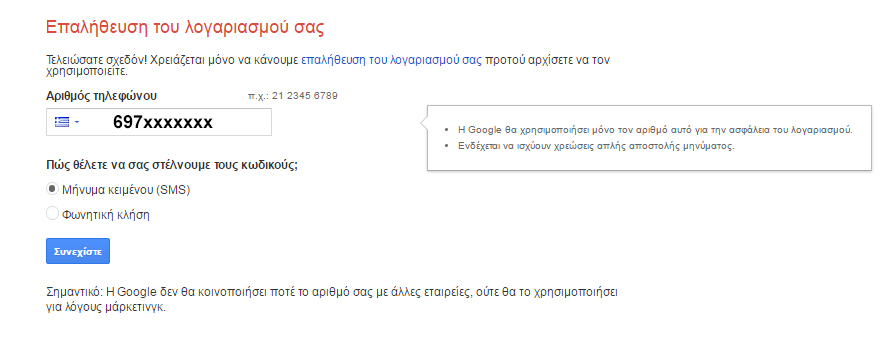 Επαλήθευση του λογαριασμού σας
Τελειώσατε σχεδόν! Χρειάζεται μόνο να κάνουμε επαλήθευση του λογαριασμού σας προτού αρχίσετε να τον
χρησιμοποιείτε.
Αριθμός τηλεφώνου π.χ.: 21 2345 6789
697xxxxxxx
Η Google θα χρησιμοποιήσει μόνο τον αριθμό αυτό για την ασφάλεια του λογαριασμού.
Ενδέχεται να ισχύουν χρεώσεις απλής αποστολής μηνύματος.
Πώς θέλετε να σας στέλνουμε τους κωδικούς;
Μήνυμα κειμένου (SMS)
Φωνητική κλήση
Συνεχίστε
Σημαντικό: Η Google δεν θα κοινοποιήσει ποτέ το αριθμό σας με άλλες εταιρείες, ούτε θα το χρησιμοποιήσει
για λόγους μάρκετινγκ.